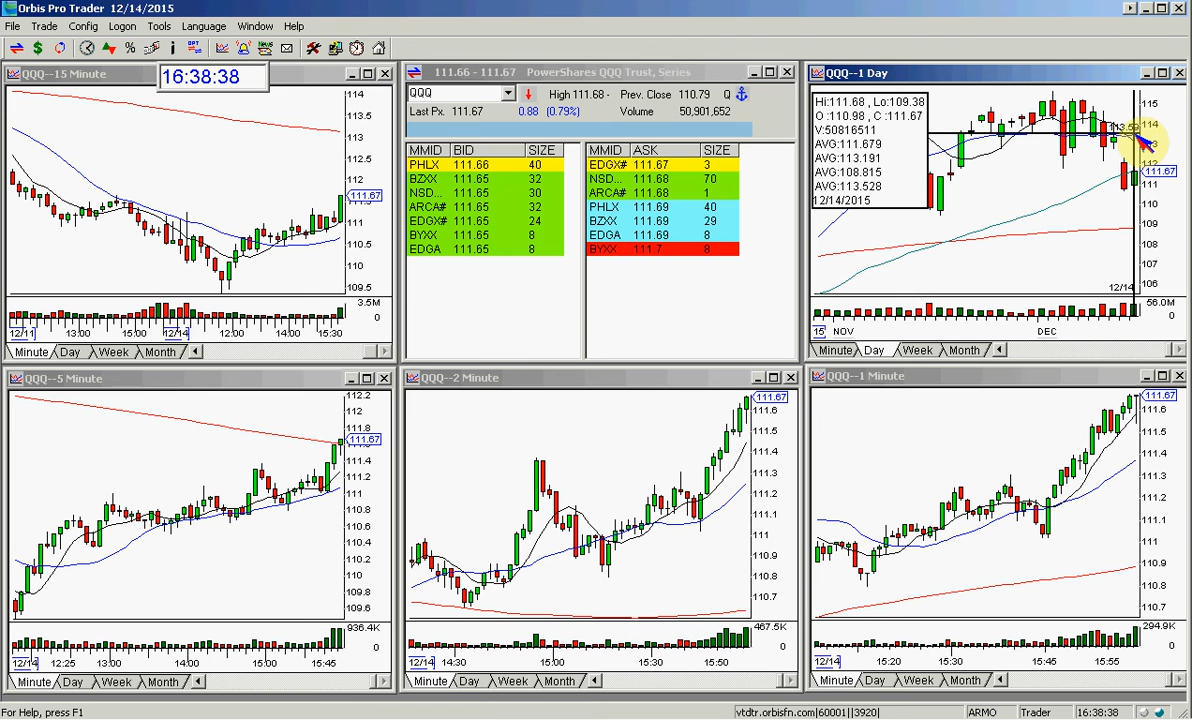 Orbis Pro Trader 12/14/2015
File Trade Config Logon Tools Language Window Help
QQQ--15 Minute
16:38:38
114
113.5
113
112.5
112
111.67
111
110.5
110
109.5
3.5M
0
12/11 13:00 15:00 12/14 12:00 14:00 15:30
Minute Day Week Month
111.66 - 111.67 PowerShares QQQ Trust, Series
QQQ High 111.68 - Prev. Close 110.79 Q
Last Px. 111.67 0.88 (0.79%) Volume 50,901,652
MMID BID SIZE
PHLX 111.66 40
BZXX 111.65 32
NSD... 111.65 30
ARCA# 111.65 32
EDGX# 111.65 24
BYXX 111.65 8
EDGA 111.65 8
MMID ASK SIZE
EDGX# 111.67 3
NSD... 111.68 70
ARCA# 111.68 1
PHLX 111.69 40
BZXX 111.69 29
EDGA 111.69 8
BYXX 111.7 8
QQQ--1 Day
Hi:111.68 , Lo:109.38
O :110.98 , C :111.67
V:50816511
AVG:111.679
AVG:113.191
AVG:108.815
AVG:113.528
12/14/2015
115
114
112
111.67
111
110
109
108
107
106
12/14
56.0M
0
15 NOV DEC
Minute Day Week Month
QQQ--5 Minute
112.2
112
111.8
111.67
111.4
111.2
111
110.8
110.6
110.4
110.2
110
109.8
109.6
936.4K
0
12/14 12:25 13:00 14:00 15:00 15:45
Minute Day Week Month
QQQ--2 Minute
111.67
111.6
111.5
111.4
111.3
111.2
111.1
111
110.9
110.8
110.7
467.5K
0
12/14 14:30 15:00 15:30 15:50
Minute Day Week Month
QQQ--1 Minute
111.67
111.6
111.5
111.4
111.3
111.2
111.1
111
110.9
110.8
110.7
294.9K
0
12/14 15:20 15:30 15:45 15:55
Minute Day Week Month
For Help, press F1
vtdtr.orbisfn.com|60001||3920| ARMO Trader 16:38:38